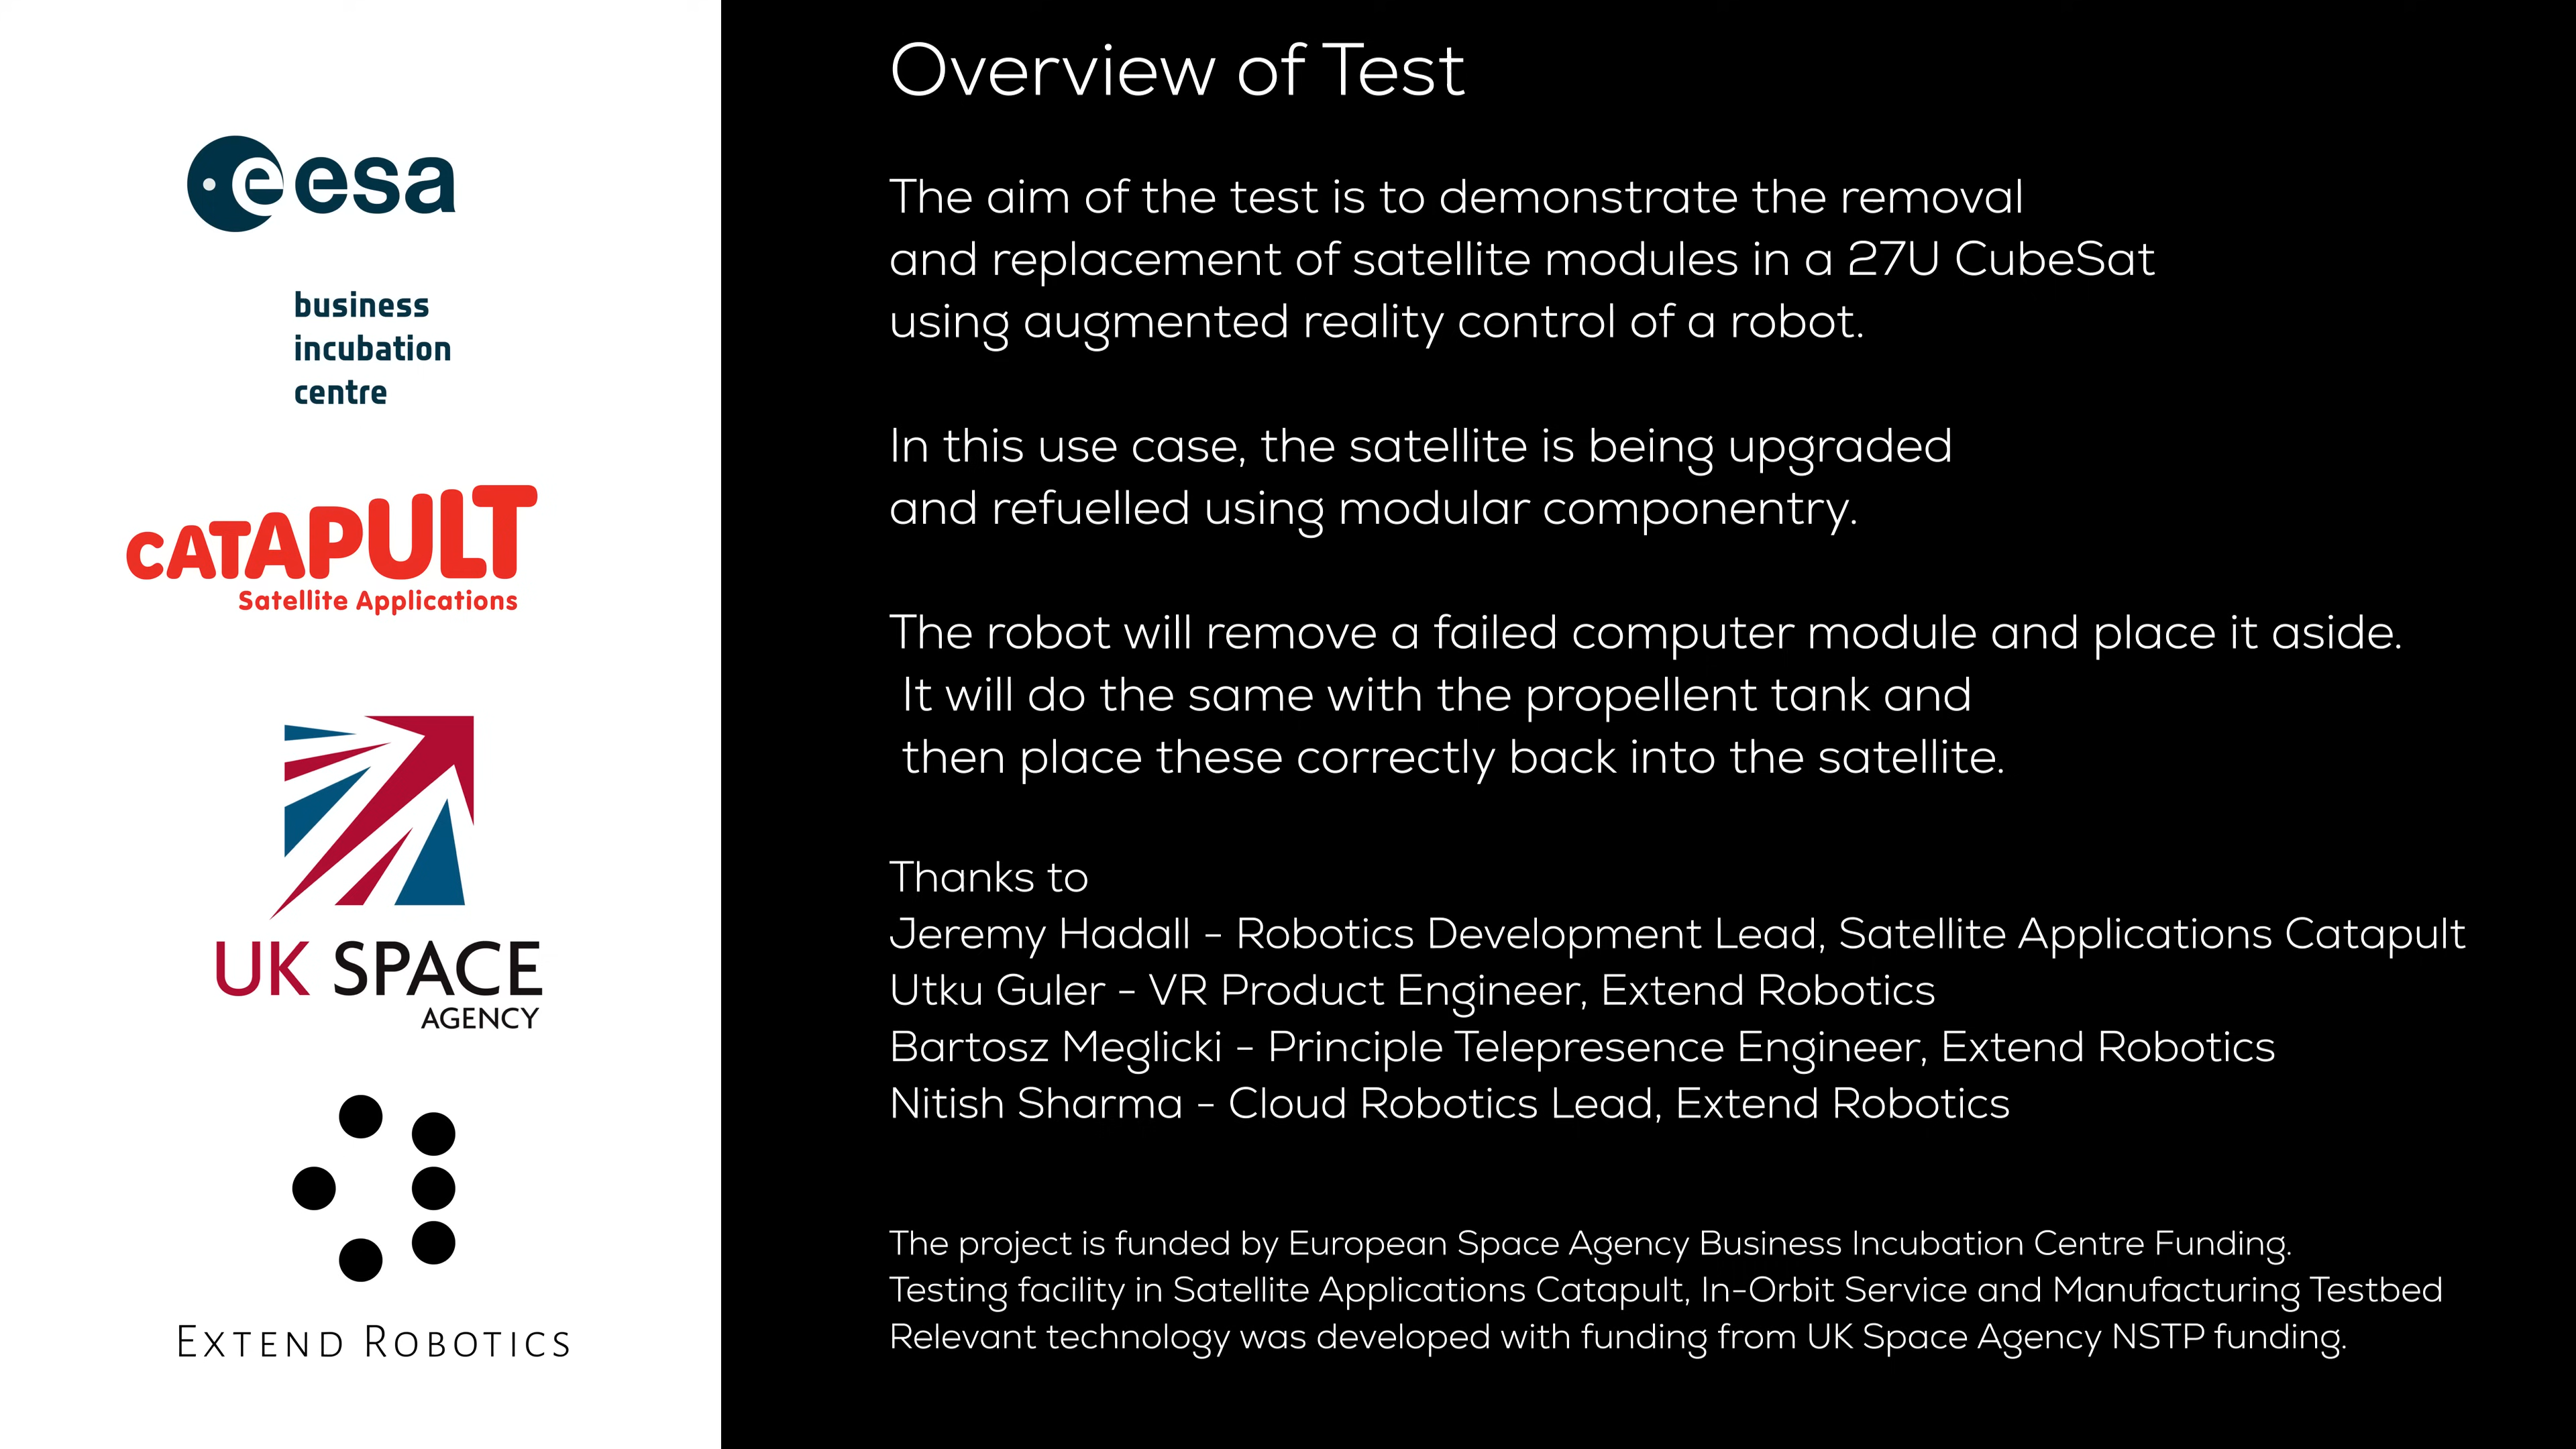 esa
business
incubation
centre
CATAPULT
Satellite Applications
UK SPACE
AGENCY
EXTEND ROBOTICS
Overview of Test
The aim of the test is to demonstrate the removal
and replacement of satellite modules in a 27U CubeSat
using augmented reality control of a robot.
In this use case, the satellite is being upgraded
and refuelled using modular componentry.
The robot will remove a failed computer module and place it aside.
It will do the same with the propellent tank and
then place these correctly back into the satellite.
Thanks to
Jeremy Hadall - Robotics Development Lead, Satellite Applications Catapult
Utku Guler - VR Product Engineer, Extend Robotics
Bartosz Meglicki - Principle Telepresence Engineer, Extend Robotics
Nitish Sharma - Cloud Robotics Lead, Extend Robotics
The project is funded by European Space Agency Business Incubation Centre Funding.
Testing facility in Satellite Applications Catapult, In-Orbit Service and Manufacturing Testbed
Relevant technology was developed with funding from UK Space Agency NSTP funding.